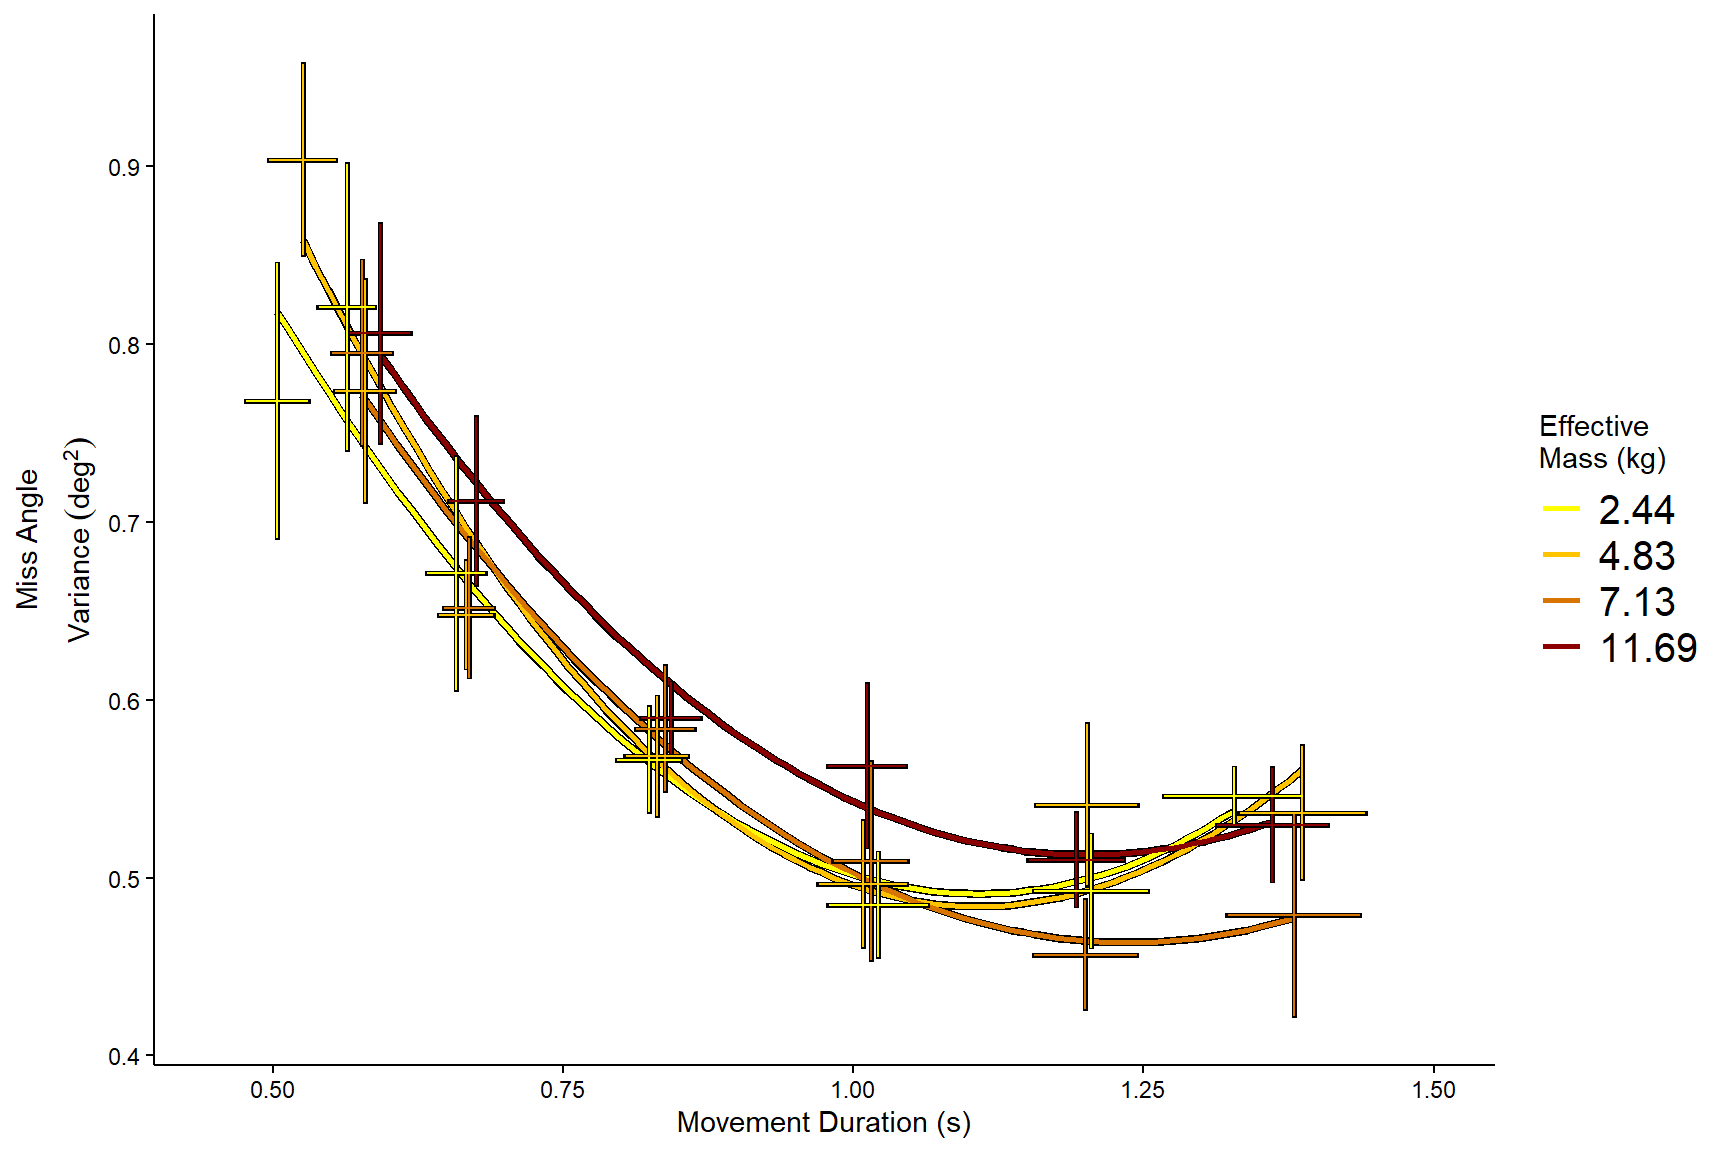 Miss Angle
Variance (deg²)
0.9
0.8
0.7
0.6
0.5
0.4
0.50 0.75 1.00 1.25 1.50
Movement Duration (s)
Effective
Mass (kg)
2.44
4.83
7.13
11.69